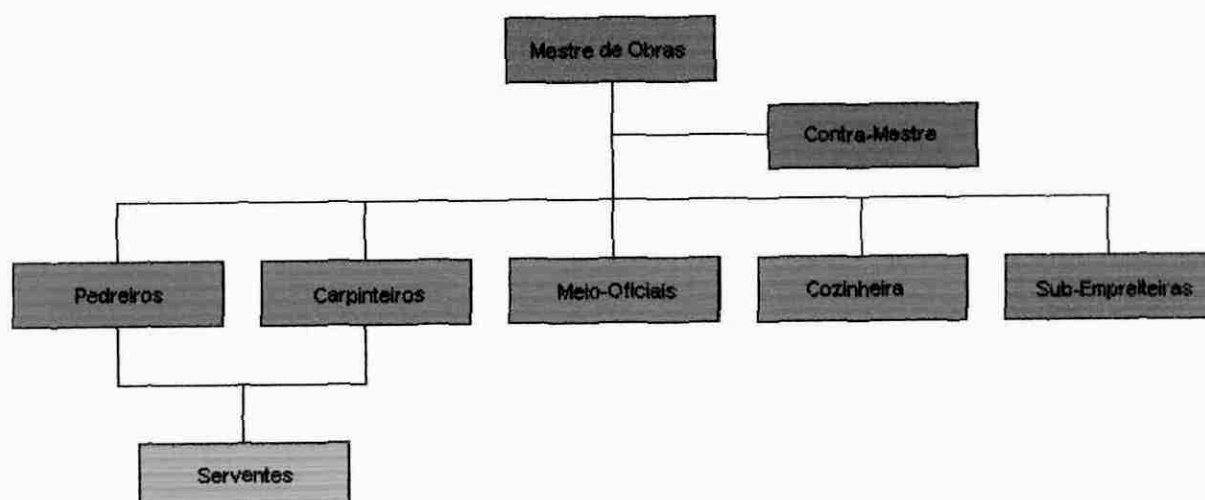 Mestre de Obras
Contra-Mestre
Pedreiros
Carpinteiros
Meio-Oficiais
Cozinheira
Sub-Empreiteiras
Serventes